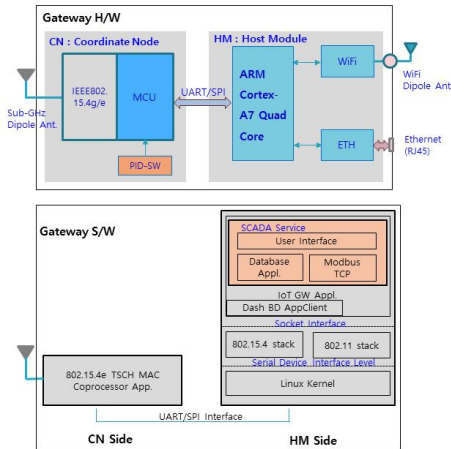 Gateway H/W
CN : Coordinate Node
HM : Host Module
IEEE802.
15.4g/e
MCU
UART/SPI
ARM
Cortex-
A7 Quad
Core
WiFi
WiFi
Dipole Ant
Sub-GHz
Dipole Ant.
PID-SW
ETH
Ethernet
(RJ45)
Gateway S/W
SCADA Service
User Interface
Database
Appl.
Modbus
TCP
IoT GW Appl.
Dash BD AppClient
Socket Interface
802.15.4 stack
802.11 stack
Serial Device Interface Level
Linux Kernel
802.15.4e TSCH MAC
Coprocessor App.
UART/SPI Interface
CN Side
HM Side